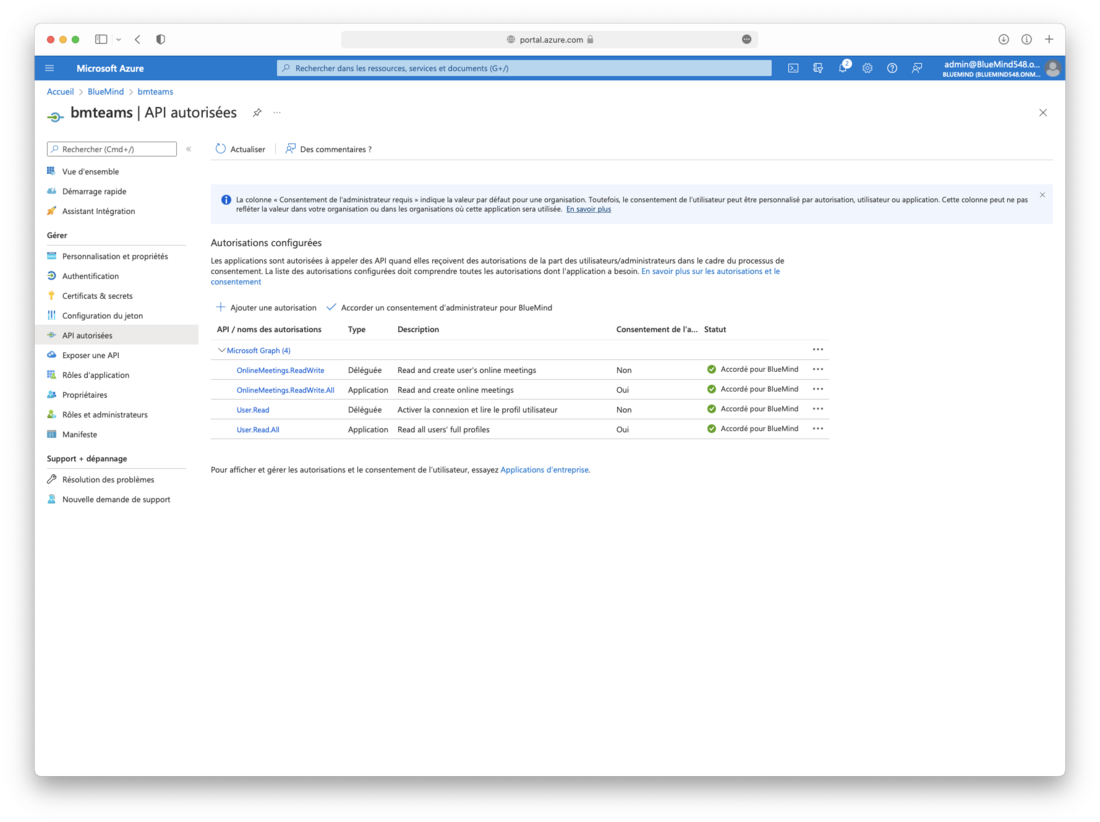 portal.azure.com
Microsoft Azure
Rechercher dans les ressources, services et documents (G+/)
2
admin@BlueMind548.o...
BLUEMIND (BLUEMIND548.ONM...
Accueil > BlueMind > bmteams
bmteams | API autorisées
Rechercher (Cmd+/)
«
Actualiser
Des commentaires ?
Vue d'ensemble
Démarrage rapide
Assistant Intégration
Gérer
Personnalisation et propriétés
Authentification
Certificats & secrets
Configuration du jeton
API autorisées
Exposer une API
Rôles d'application
Propriétaires
Rôles et administrateurs
Manifeste
Support + dépannage
Résolution des problèmes
Nouvelle demande de support
La colonne « Consentement de l'administrateur requis » indique la valeur par défaut pour une organisation. Toutefois, le consentement de l'utilisateur peut être personnalisé par autorisation, utilisateur ou application. Cette colonne peut ne pas
refléter la valeur dans votre organisation ou dans les organisations où cette application sera utilisée. En savoir plus
Autorisations configurées
Les applications sont autorisées à appeler des API quand elles reçoivent des autorisations de la part des utilisateurs/administrateurs dans le cadre du processus de
consentement. La liste des autorisations configurées doit comprendre toutes les autorisations dont l'application a besoin. En savoir plus sur les autorisations et le
consentement
Ajouter une autorisation
Accorder un consentement d'administrateur pour BlueMind
API / noms des autorisations Type Description Consentement de l'a... Statut
Microsoft Graph (4)
OnlineMeetings.ReadWrite Déléguée Read and create user's online meetings Non Accordé pour BlueMind
OnlineMeetings.ReadWrite.All Application Read and create online meetings Oui Accordé pour BlueMind
User.Read Déléguée Activer la connexion et lire le profil utilisateur Non Accordé pour BlueMind
User.Read.All Application Read all users' full profiles Oui Accordé pour BlueMind
Pour afficher et gérer les autorisations et le consentement de l'utilisateur, essayez Applications d'entreprise.